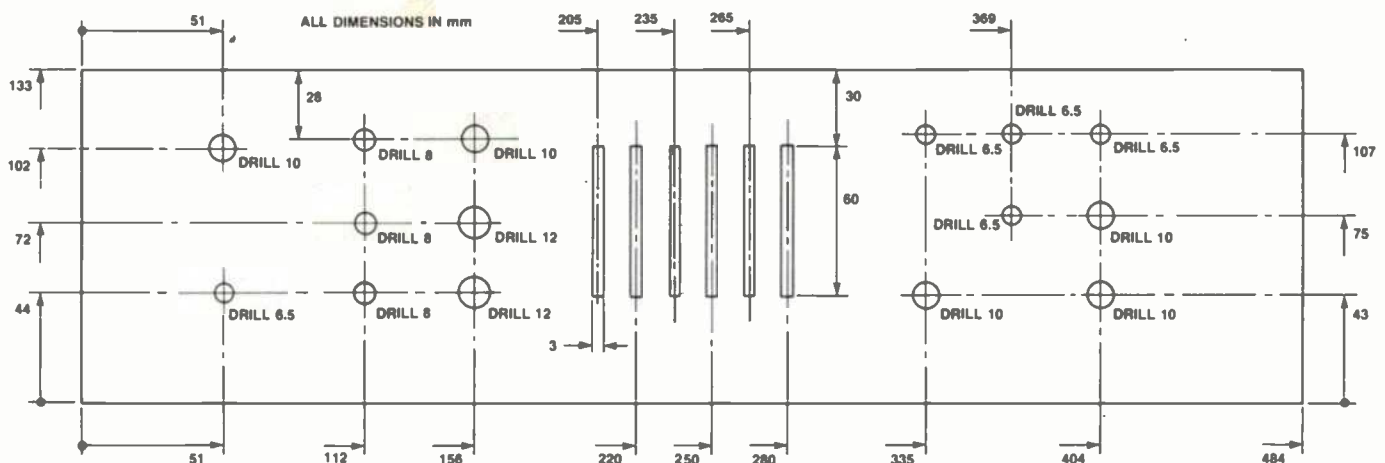 51
ALL DIMENSIONS IN mm
205
235
265
369
133
28
30
DRILL 6.5
DRILL 10
DRILL 8
DRILL 10
DRILL 6.5
DRILL 6.5
107
102
60
72
DRILL 8
DRILL 12
DRILL 6.5
DRILL 10
75
44
DRILL 6.5
DRILL 8
DRILL 12
DRILL 10
DRILL 10
43
3
51
112
156
220
250
280
335
404
484